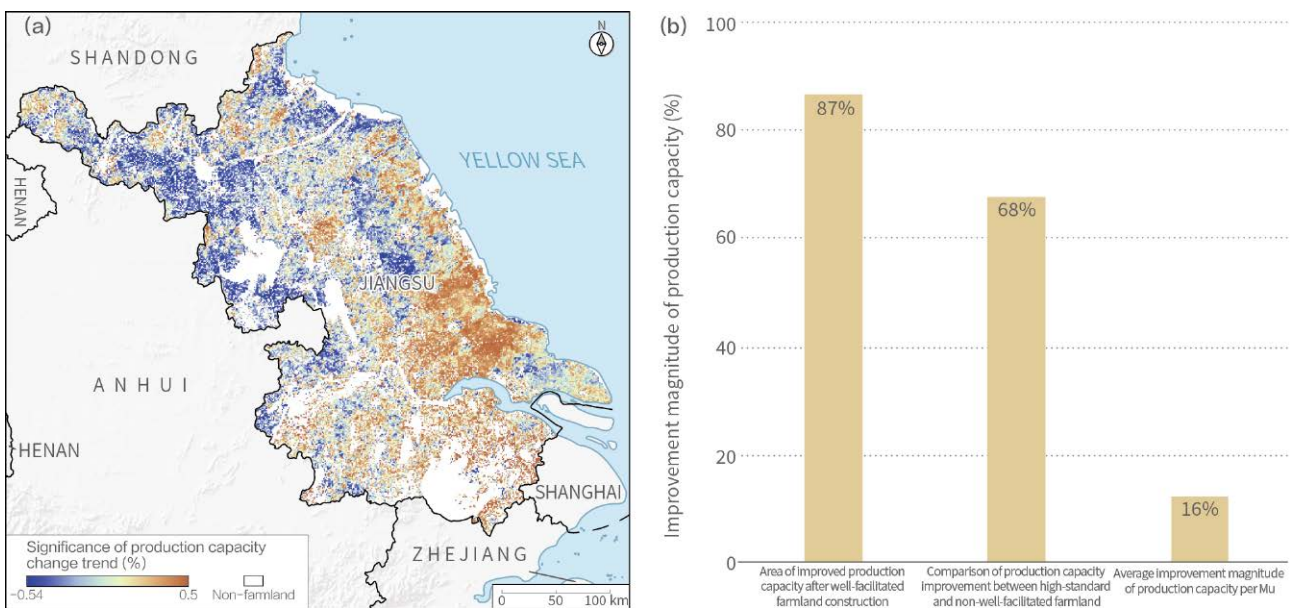 (a)
N
SHANDONG
YELLOW SEA
HENAN
JIANGSU
ANHUI
HENAN
SHANGHAI
ZHEJIANG
Significance of production capacity
change trend (%)
−0.54
0.5
Non-farmland
0 50 100 km
(b)
Improvement magnitude of production capacity (%)
100
80
60
40
20
0
87%
68%
16%
Area of improved production
capacity after well-facilitated
farmland construction
Comparison of production capacity
improvement between high-standard
and non-well-facilitated farmland
Average improvement magnitude
of production capacity per Mu